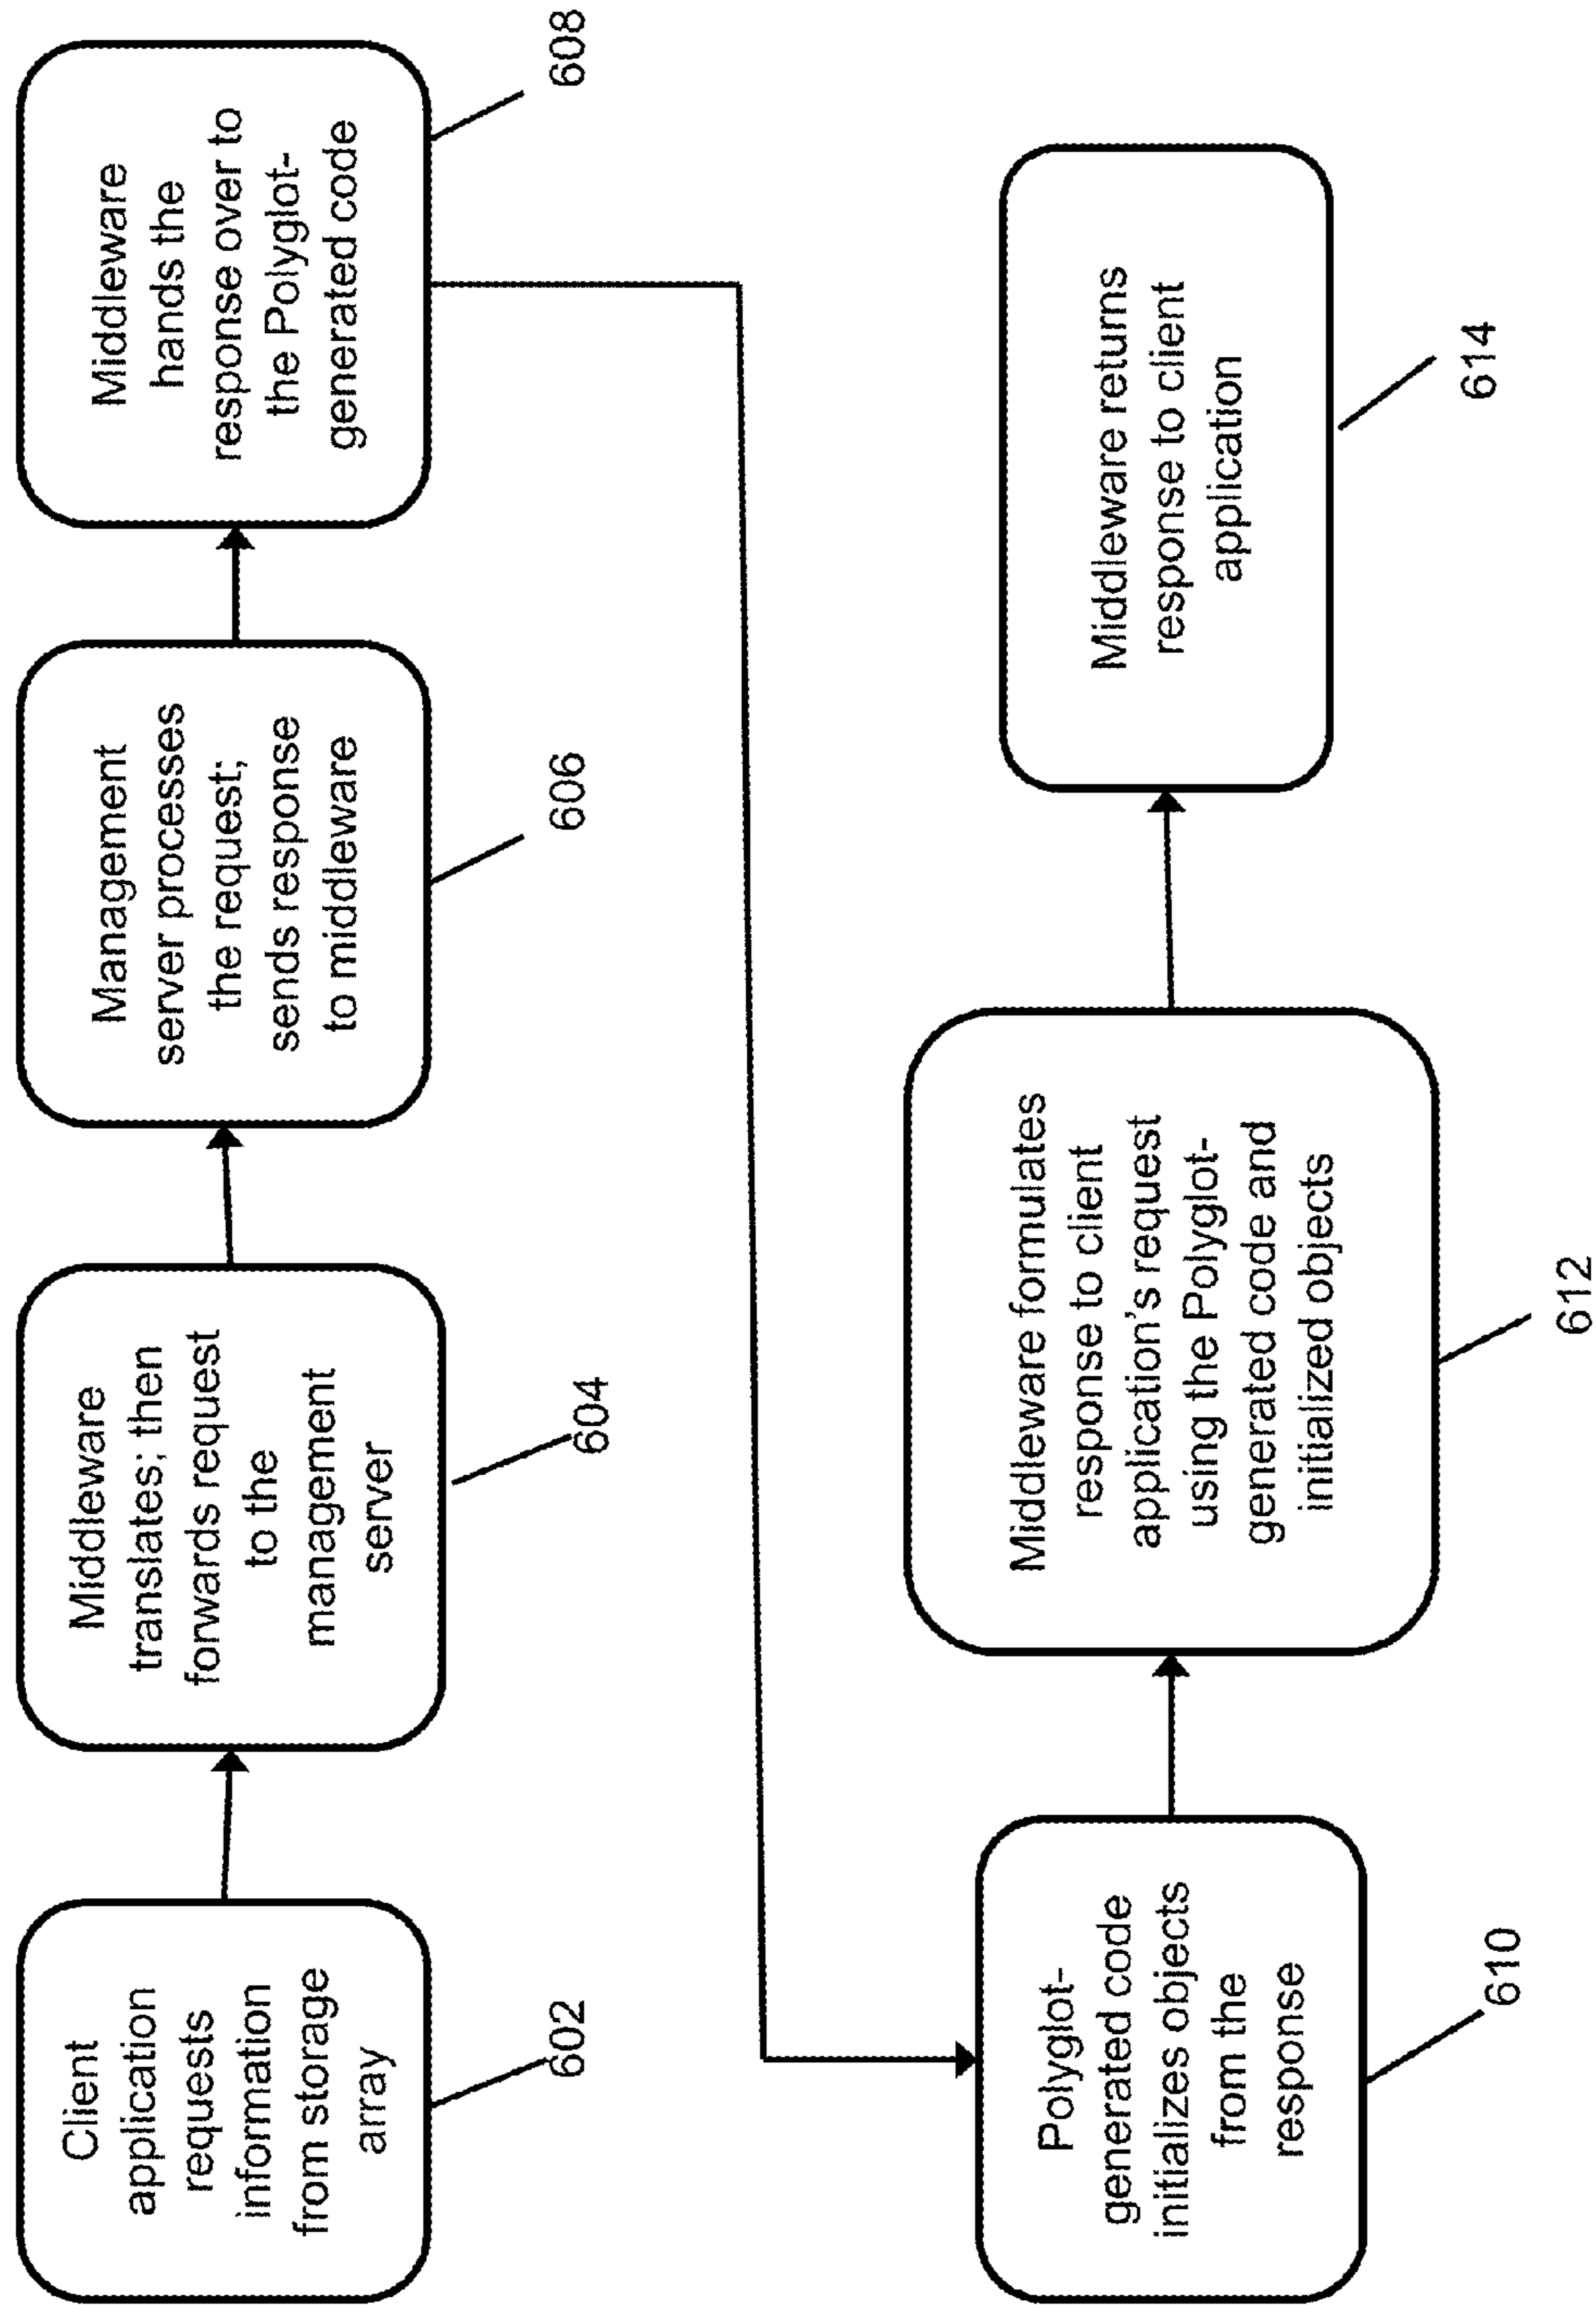 Client
application
requests
information
from storage
array
602
Middleware
translates; then
forwards request
to the
management
server
604
Management
server processes
the request;
sends response
to middleware
606
Middleware
hands the
response over to
the Polyglot-
generated code
608
Polyglot-
generated code
initializes objects
from the
response
610
Middleware formulates
response to client
application's request
using the Polyglot-
generated code and
initialized objects
612
Middleware returns
response to client
application
614